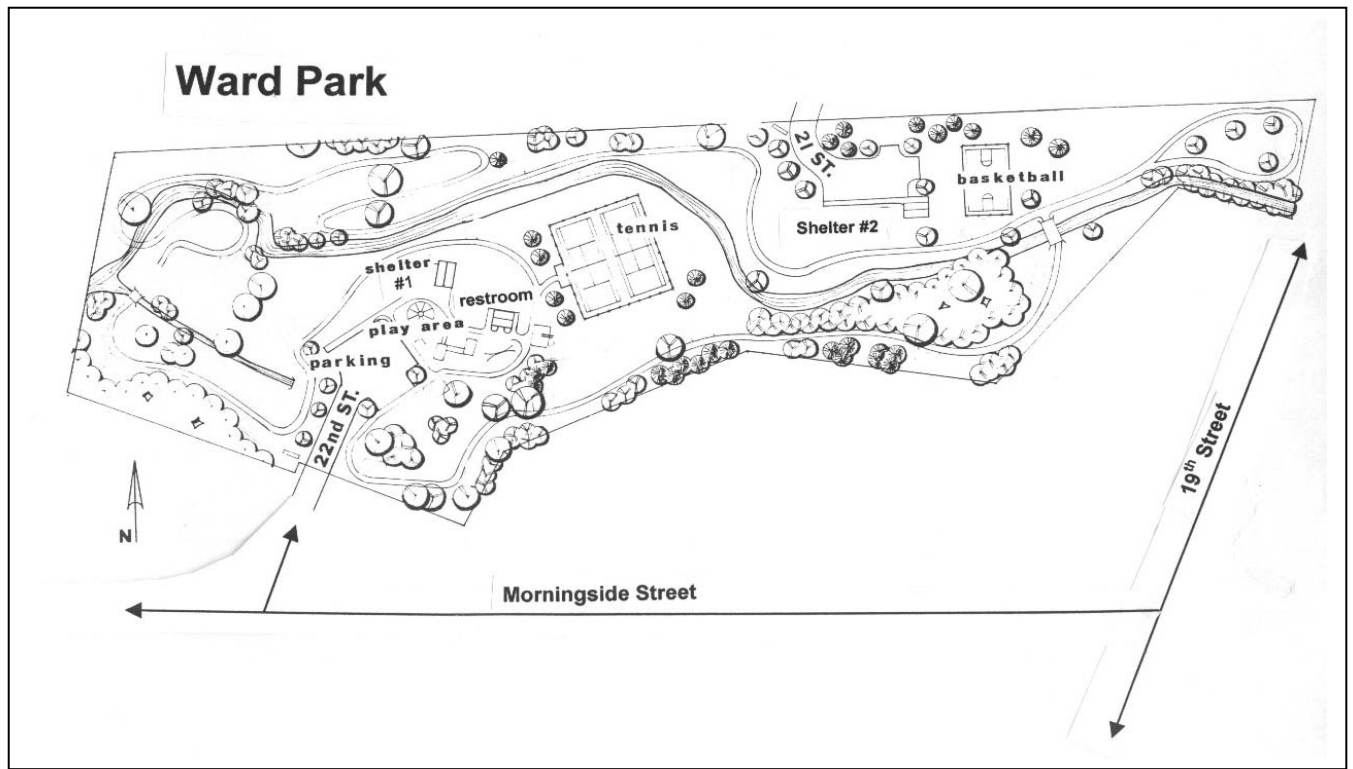 Ward Park
21 ST.
basketball
tennis
Shelter #2
shelter
#1
restroom
play area
parking
22nd ST.
19th Street
N
Morningside Street